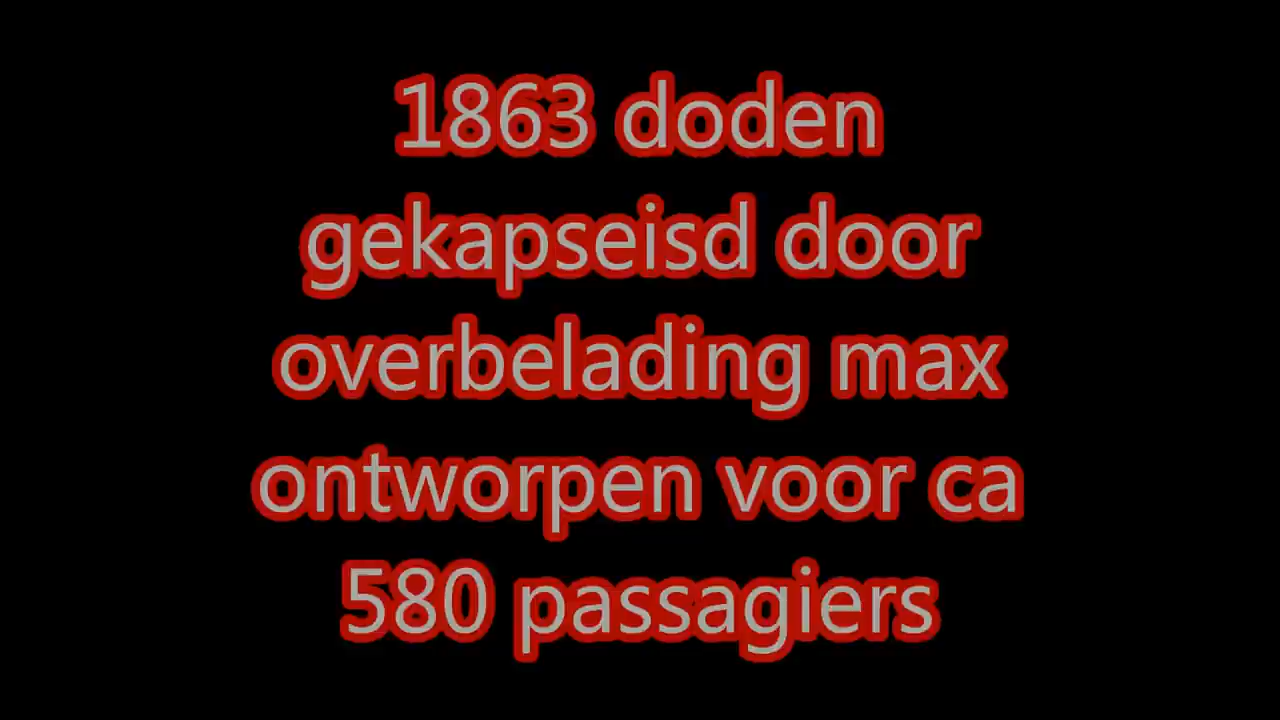 1863 doden
gekapseisd door
overbelading max
ontworpen voor ca
580 passagiers